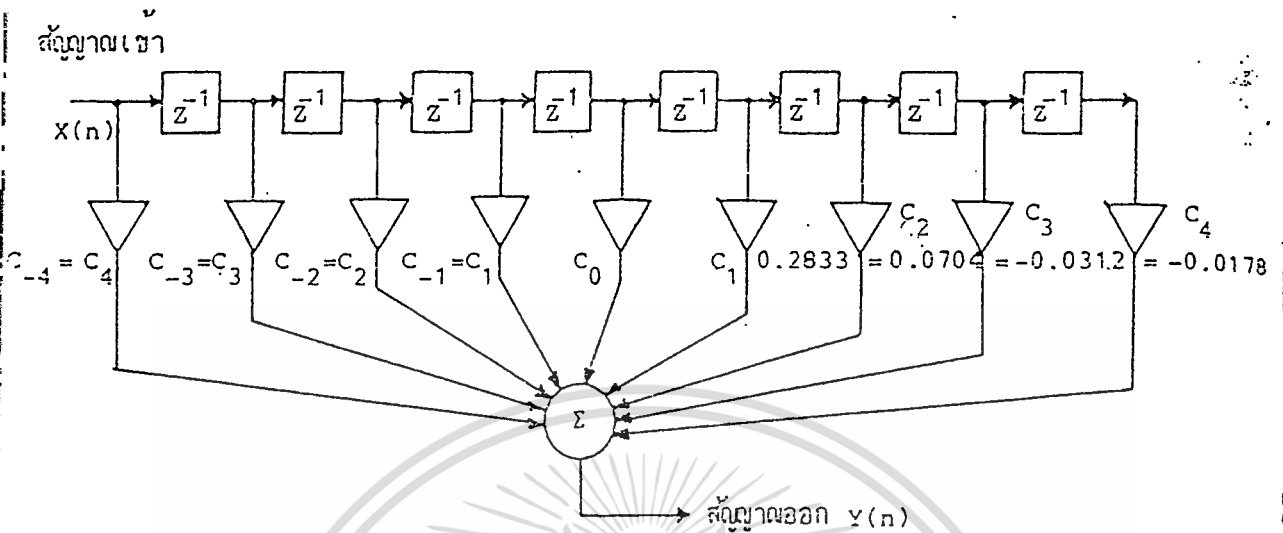 สัญญาณเข้า
Z⁻¹ Z⁻¹ Z⁻¹ Z⁻¹ Z⁻¹ Z⁻¹ Z⁻¹ Z⁻¹
X(n)
C₂ C₃ C₄
C₋₄ = C₄ C₋₃=C₃ C₋₂=C₂ C₋₁=C₁ C₀ C₁ 0.2833 =0.0704 =-0.0312 = -0.0178
Σ
สัญญาณออก Y(n)